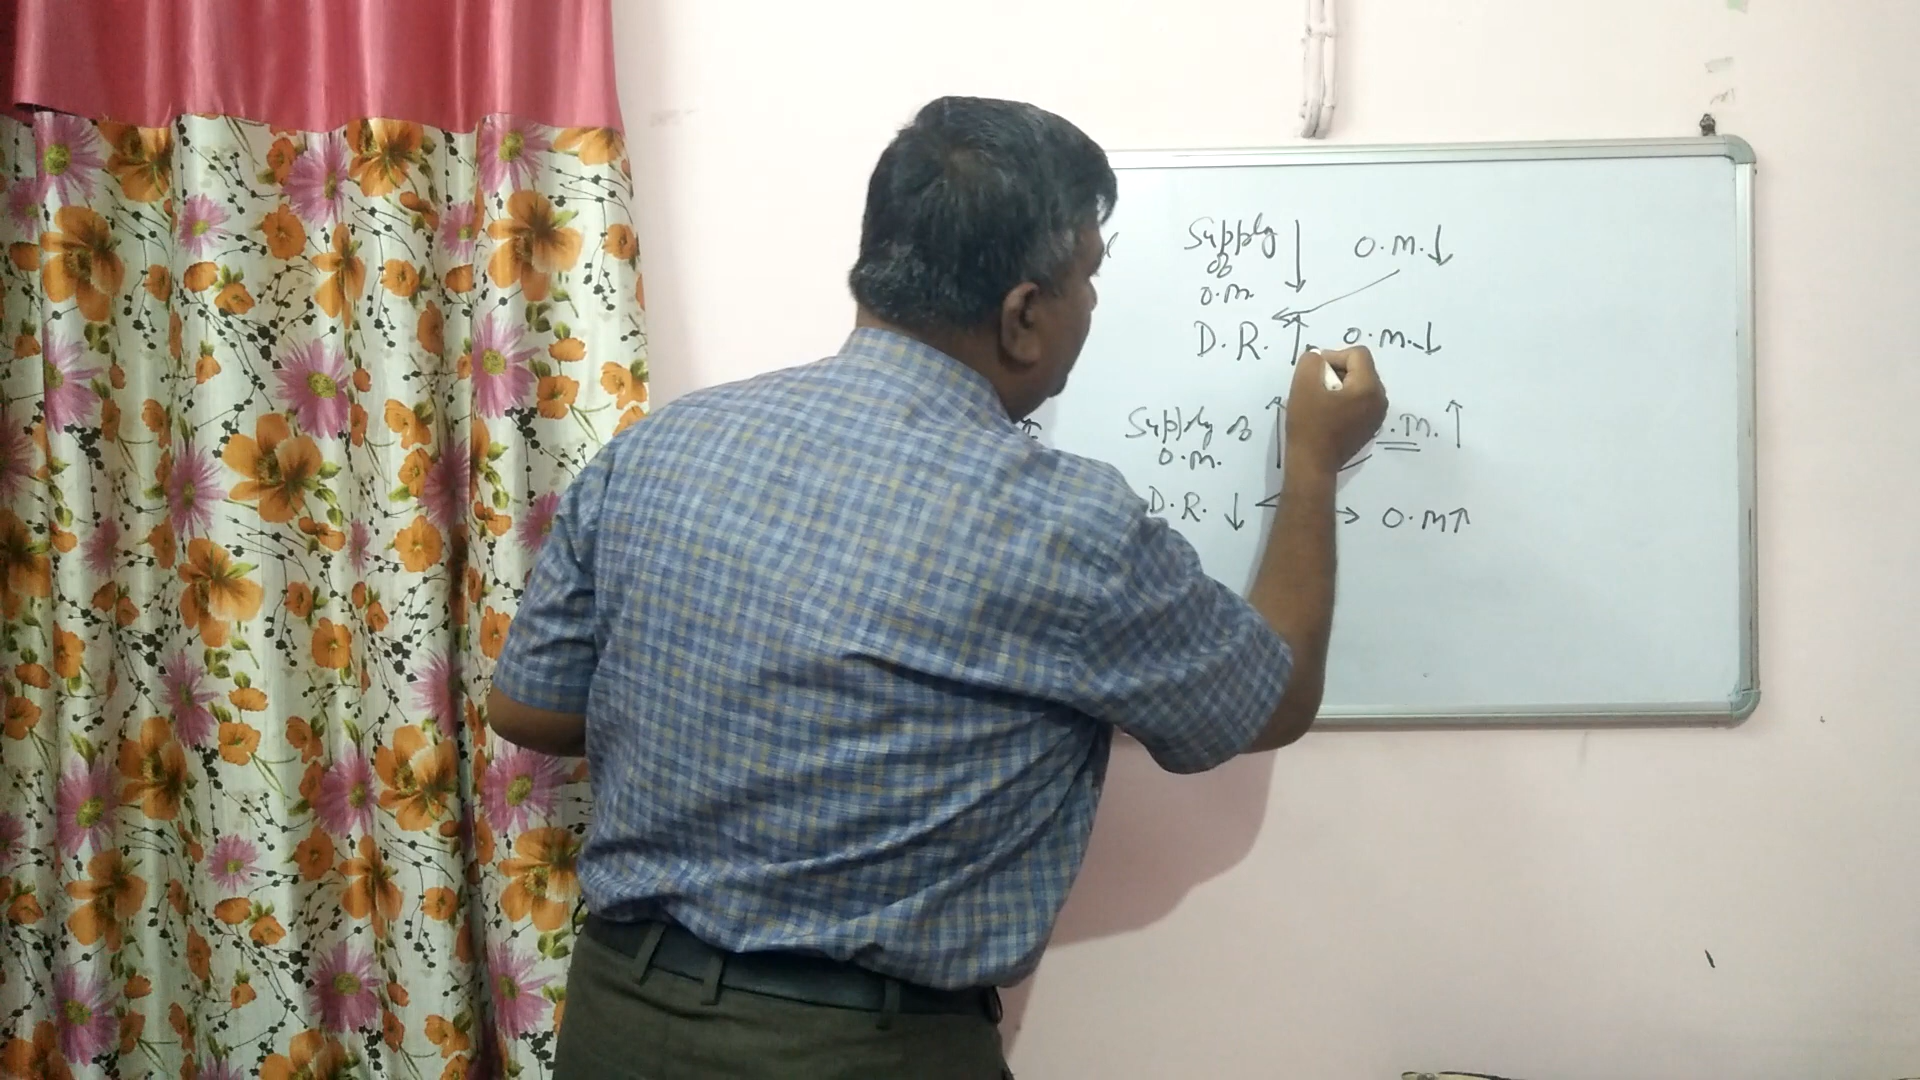 Supply ↓ O.M. ↓
of
O.M.
D.R. ↑ O.M. ↓
Supply of ↑ .M. ↑
O.M.
D.R. ↓ ← → O.M ↑